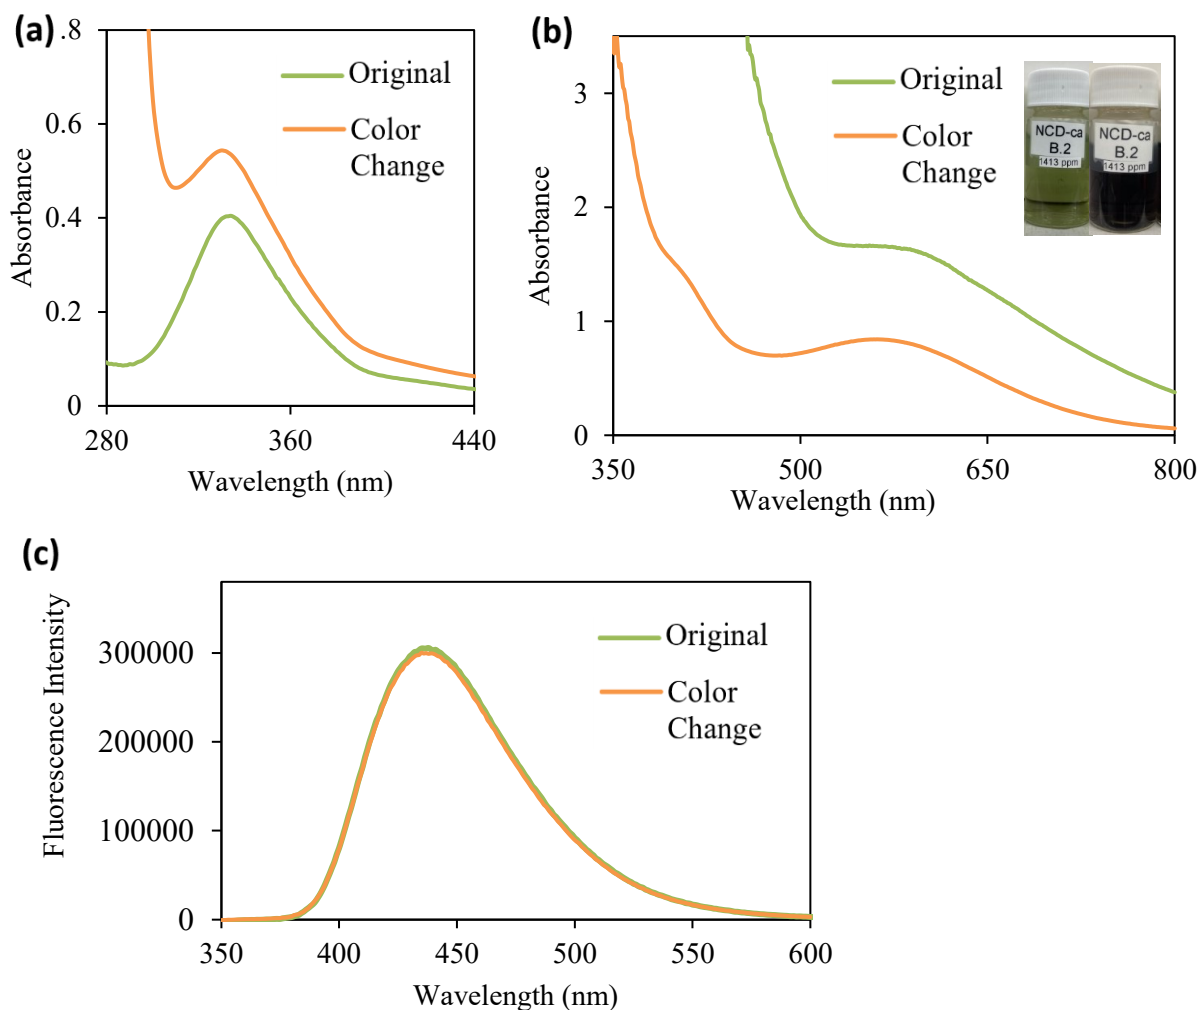 (a)
.8
0.6
0.4
0.2
0
Absorbance
280
360
440
Wavelength (nm)
Original
Color
Change
(b)
3
2
1
0
Absorbance
350
500
650
800
Wavelength (nm)
Original
Color
Change
NCD-ca
B.2
1413 ppm
NCD-ca
B.2
1413 ppm
(c)
300000
200000
100000
0
Fluorescence Intensity
350
400
450
500
550
600
Wavelength (nm)
Original
Color
Change